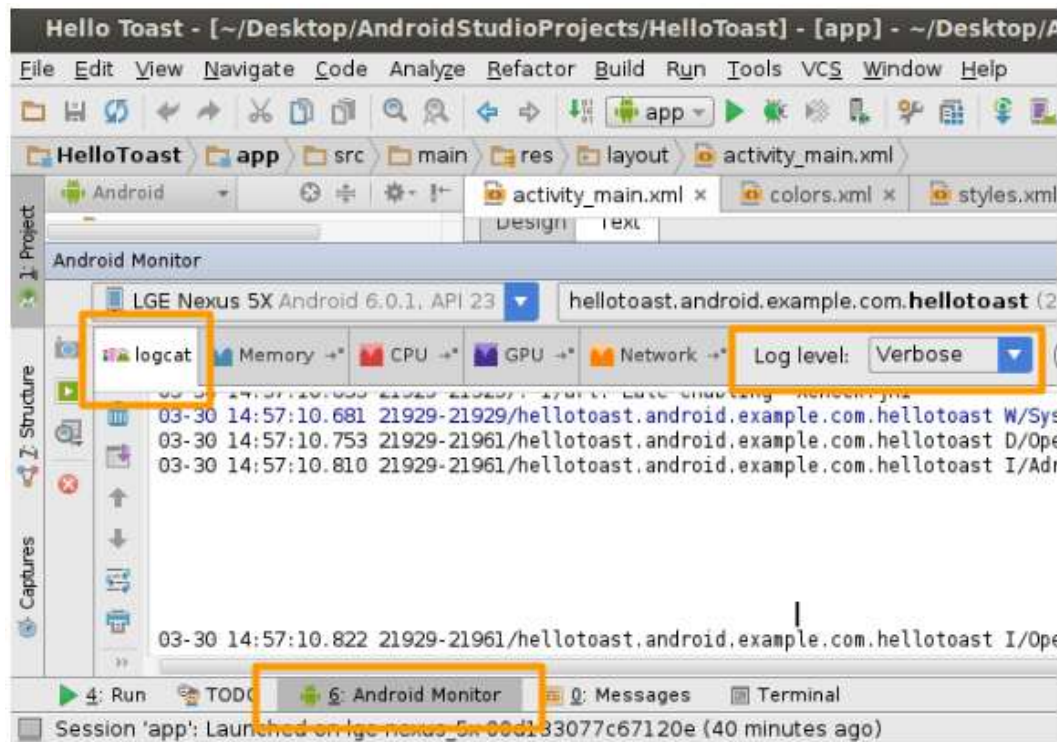 Hello Toast - [~/Desktop/AndroidStudioProjects/HelloToast] - [app] - ~/Desktop/A
File Edit View Navigate Code Analyze Refactor Build Run Tools VCS Window Help
app
HelloToast app src main res layout activity_main.xml
Android activity_main.xml × colors.xml × styles.xml
1: Project
Design Text
Android Monitor
LGE Nexus 5X Android 6.0.1, API 23 hellotoast.android.example.com.hellotoast (2
logcat Memory CPU GPU Network Log level: Verbose
7: Structure
03-30 14:57:10.681 21929-21929/hellotoast.android.example.com.hellotoast W/Sys
03-30 14:57:10.753 21929-21961/hellotoast.android.example.com.hellotoast D/Ope
03-30 14:57:10.810 21929-21961/hellotoast.android.example.com.hellotoast I/Adr
Captures
03-30 14:57:10.822 21929-21961/hellotoast.android.example.com.hellotoast I/Ope
4: Run TODO 6: Android Monitor 0: Messages Terminal
Session 'app': Launched on lge-nexus_5x-00d133077c67120e (40 minutes ago)